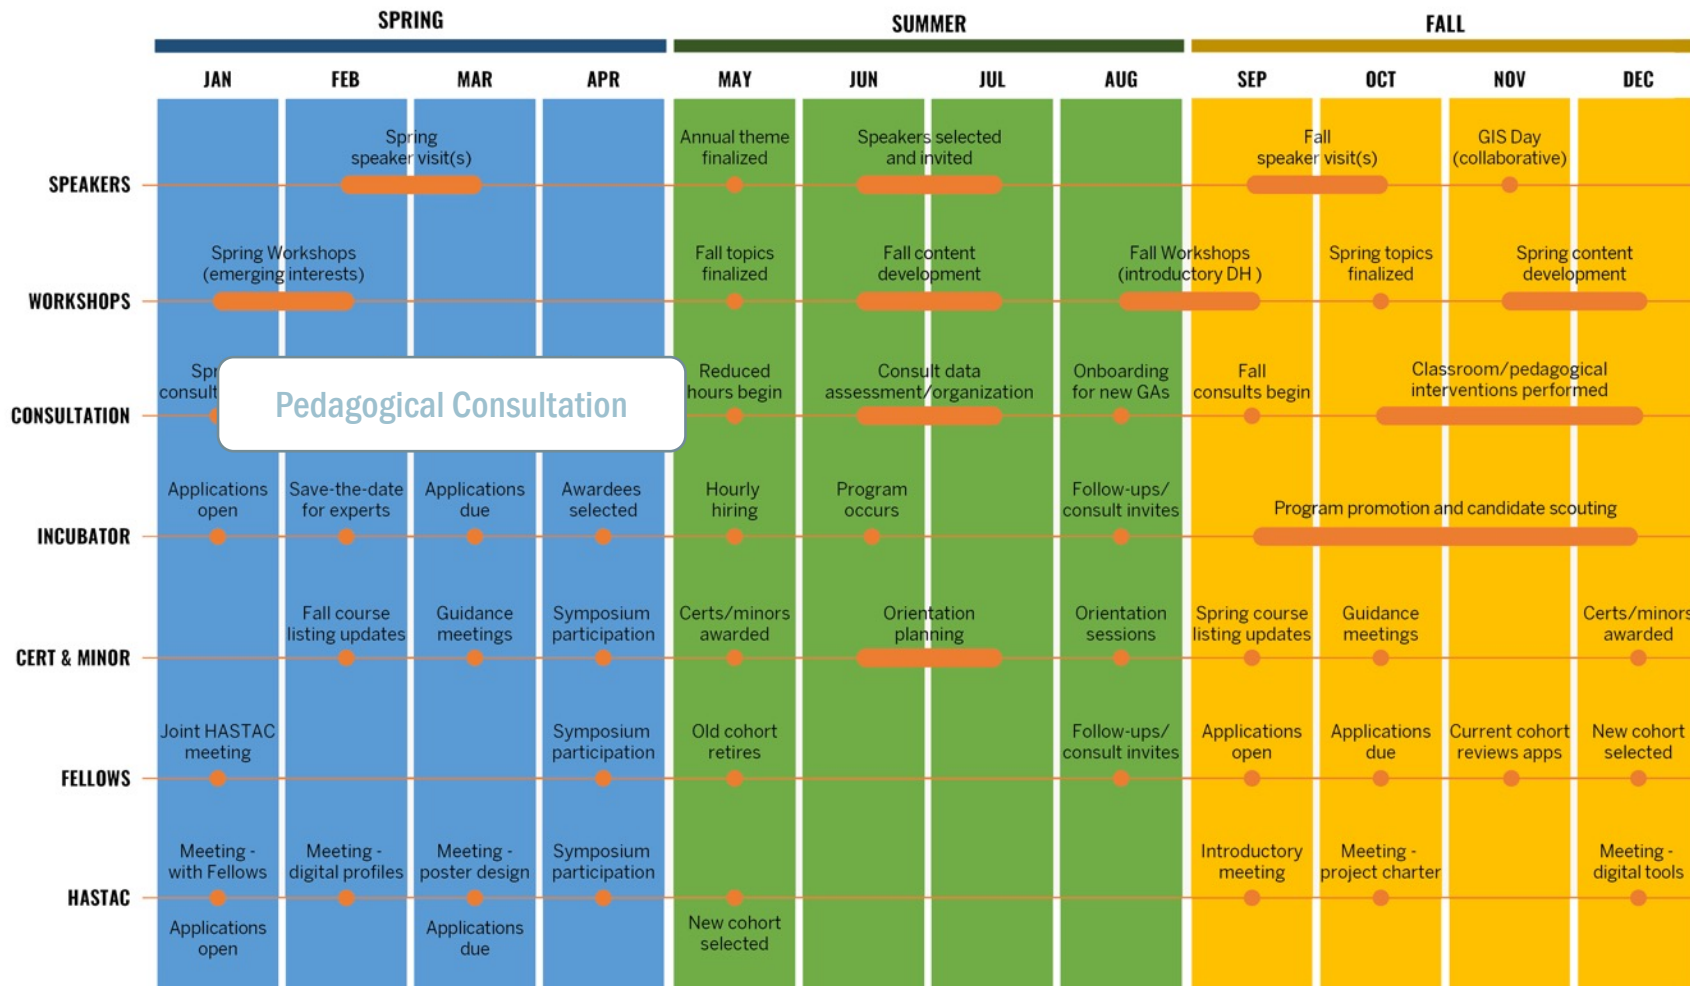 SPRING
SUMMER
FALL
JAN
FEB
MAR
APR
MAY
JUN
JUL
AUG
SEP
OCT
NOV
DEC
SPEAKERS
Spring
speaker visit(s)
Annual theme
finalized
Speakers selected
and invited
Fall
speaker visit(s)
GIS Day
(collaborative)
WORKSHOPS
Spring Workshops
(emerging interests)
Fall topics
finalized
Fall content
development
Fall Workshops
(introductory DH )
Spring topics
finalized
Spring content
development
CONSULTATION
Pedagogical Consultation
Reduced
hours begin
Consult data
assessment/organization
Onboarding
for new GAs
Fall
consults begin
Classroom/pedagogical
interventions performed
INCUBATOR
Applications
open
Save-the-date
for experts
Applications
due
Awardees
selected
Hourly
hiring
Program
occurs
Follow-ups/
consult invites
Program promotion and candidate scouting
CERT & MINOR
Fall course
listing updates
Guidance
meetings
Symposium
participation
Certs/minors
awarded
Orientation
planning
Orientation
sessions
Spring course
listing updates
Guidance
meetings
Certs/minors
awarded
FELLOWS
Joint HASTAC
meeting
Symposium
participation
Old cohort
retires
Follow-ups/
consult invites
Applications
open
Applications
due
Current cohort
reviews apps
New cohort
selected
HASTAC
Meeting -
with Fellows
Applications
open
Meeting -
digital profiles
Meeting -
poster design
Applications
due
Symposium
participation
New cohort
selected
Introductory
meeting
Meeting -
project charter
Meeting -
digital tools